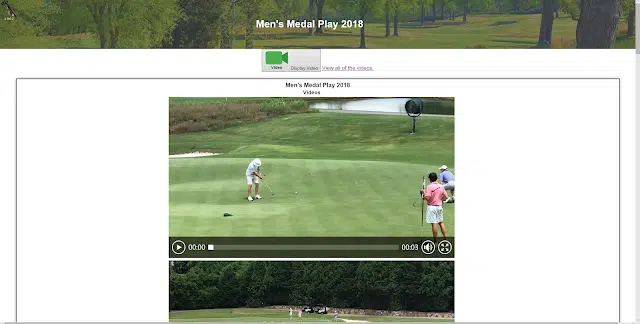 Men's Medal Play 2018
Video
Display Video
View all of the videos.
Men's Medal Play 2018
Videos
00:00
00:03